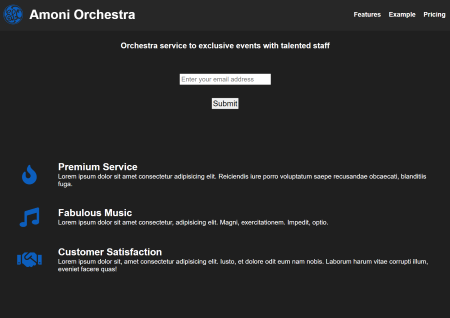 Amoni Orchestra
Features Example Pricing
Orchestra service to exclusive events with talented staff
Enter your email address
Submit
Premium Service
Lorem ipsum dolor sit amet consectetur adipisicing elit. Reiciendis iure porro voluptatum saepe recusandae obcaecati, blanditiis
fuga.
Fabulous Music
Lorem ipsum dolor sit amet consectetur, adipisicing elit. Magni, exercitationem. Impedit, optio.
Customer Satisfaction
Lorem ipsum dolor sit, amet consectetur adipisicing elit. Iusto, et dolore odit eum nam nobis. Laborum harum vitae corrupti illum,
eveniet facere quas!